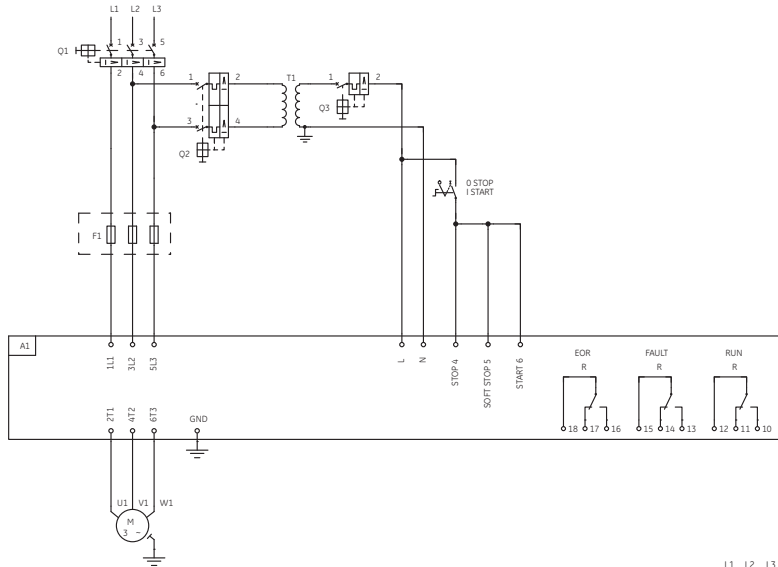 L1 L2 L3
Q1
1 3 5
2 4 6
1 2 T1 1 2
Q3
3 4
Q2
0 STOP
I START
F1
A1
1L1 3L2 5L3 L N STOP 4 SOFT STOP 5 START 6
EOR FAULT RUN
R R R
2T1 4T2 6T3 GND
18 17 16 15 14 13 12 11 10
U1 V1 W1
M
3 ~
L1 L2 L3